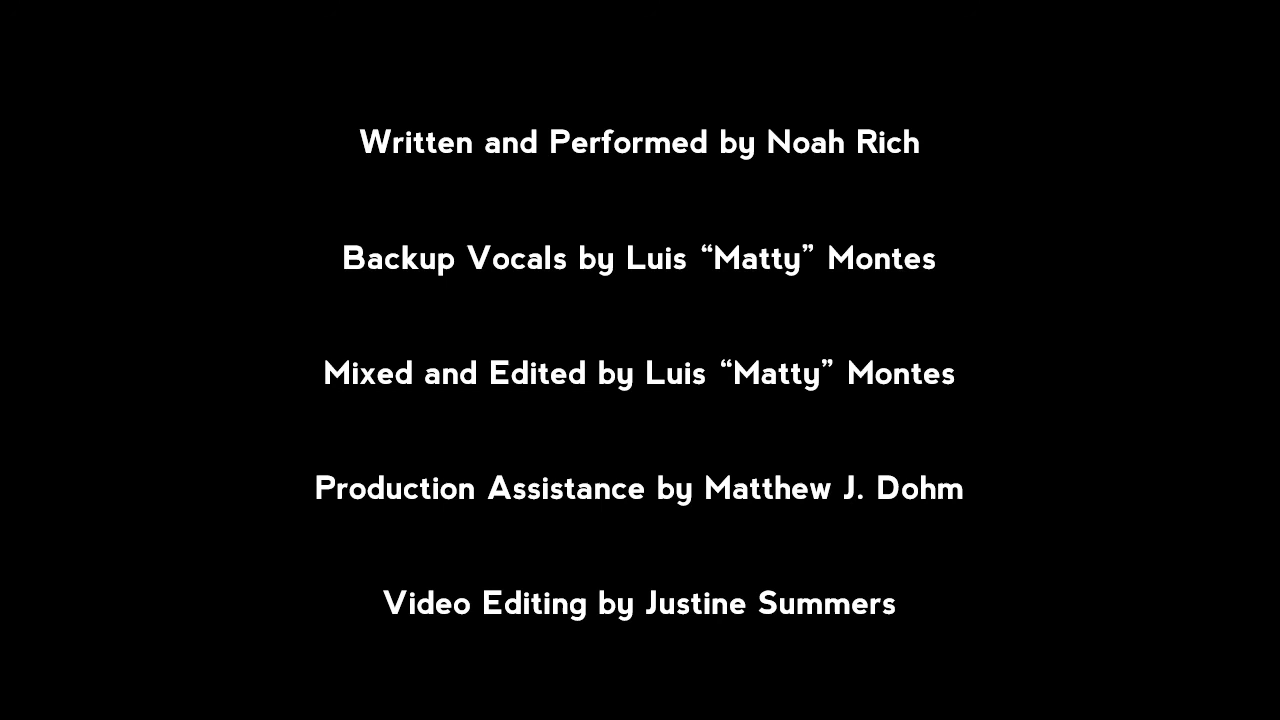 Written and Performed by Noah Rich
Backup Vocals by Luis “Matty” Montes
Mixed and Edited by Luis “Matty” Montes
Production Assistance by Matthew J. Dohm
Video Editing by Justine Summers